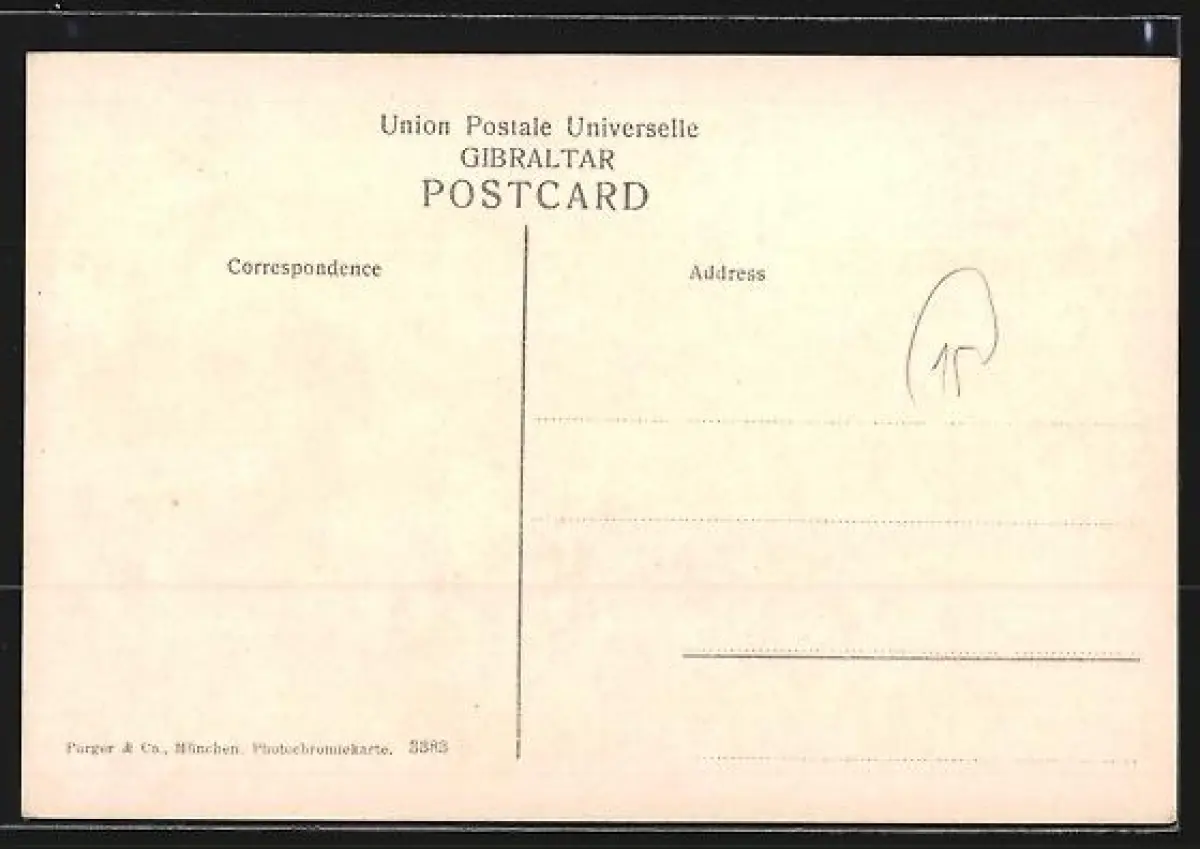 Union Postale Universelle
GIBRALTAR
POSTCARD
Correspondence
Address
15
Purger & Co., München. Photochromiekarte. 3383